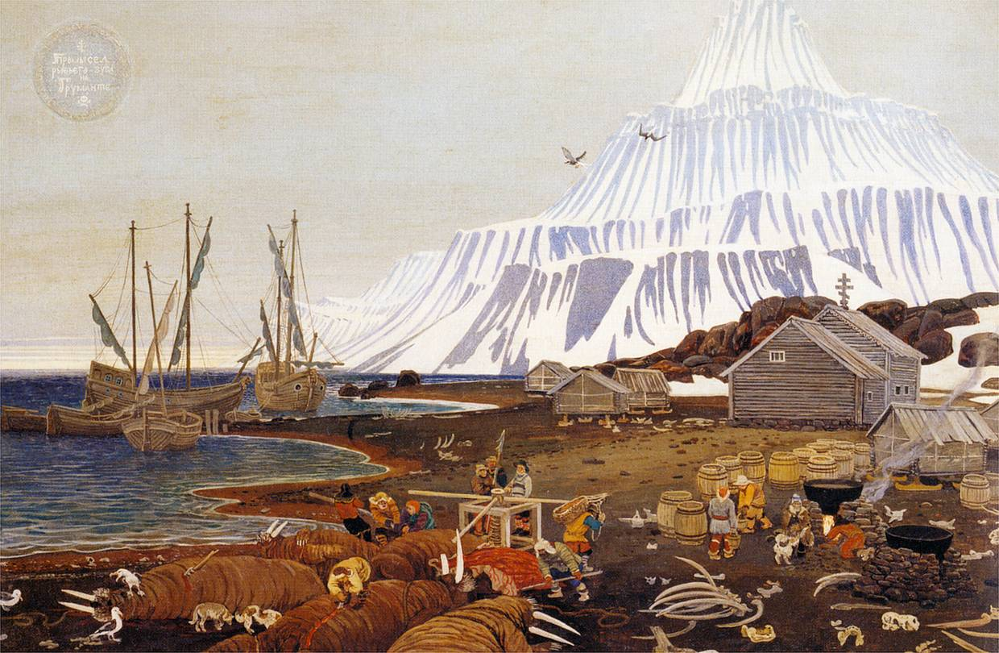 Промысел
рыбьего зуба
на
Груманте